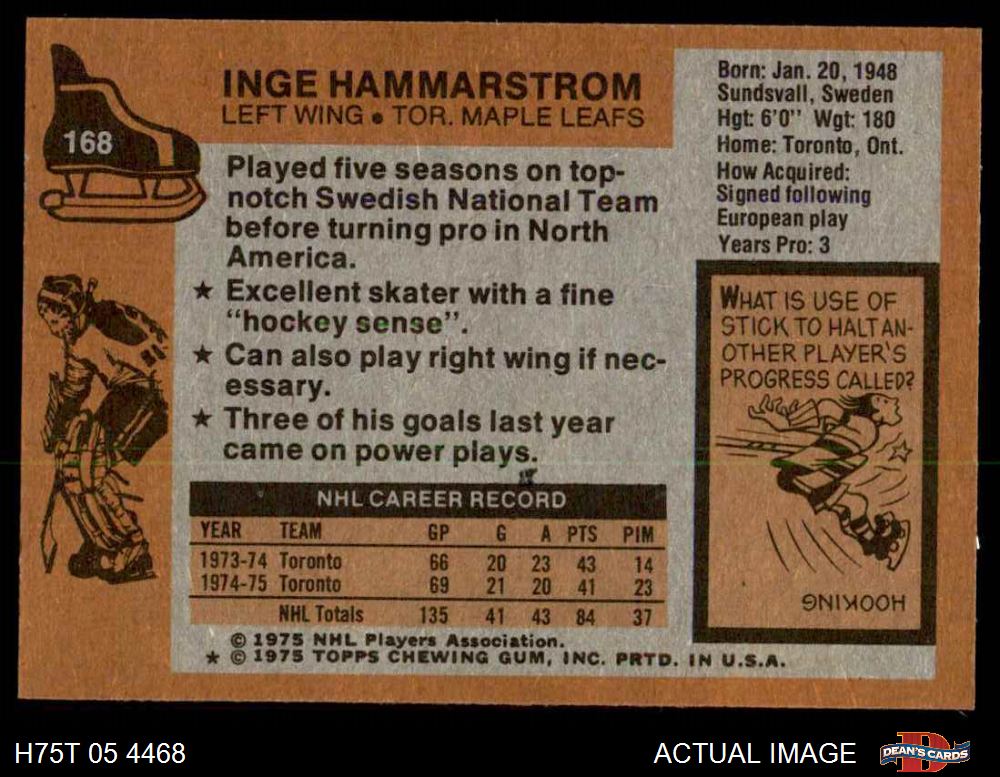 168
INGE HAMMARSTROM
LEFT WING ● TOR. MAPLE LEAFS
Played five seasons on top-
notch Swedish National Team
before turning pro in North
America.
★ Excellent skater with a fine
"hockey sense".
★ Can also play right wing if nec-
essary.
★ Three of his goals last year
came on power plays.
Born: Jan. 20, 1948
Sundsvall, Sweden
Hgt: 6'0" Wgt: 180
Home: Toronto, Ont.
How Acquired:
Signed following
European play
Years Pro: 3
WHAT IS USE OF
STICK TO HALT AN-
OTHER PLAYER'S
PROGRESS CALLED?
HOOKING
NHL CAREER RECORD
YEAR TEAM GP G A PTS PIM
1973-74 Toronto 66 20 23 43 14
1974-75 Toronto 69 21 20 41 23
NHL Totals 135 41 43 84 37
© 1975 NHL Players Association.
★ © 1975 TOPPS CHEWING GUM, INC. PRTD. IN U.S.A.
H75T 05 4468
ACTUAL IMAGE
DEAN'S CARDS